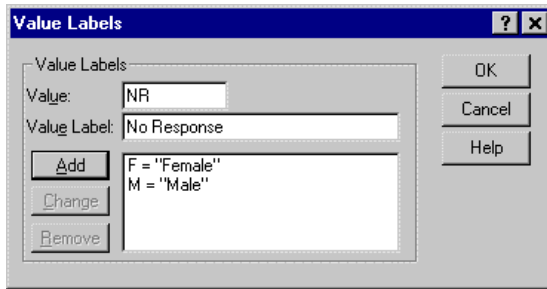 Value Labels
Value Labels
Value: NR
Value Label: No Response
Add
Change
Remove
F = "Female"
M = "Male"
OK
Cancel
Help